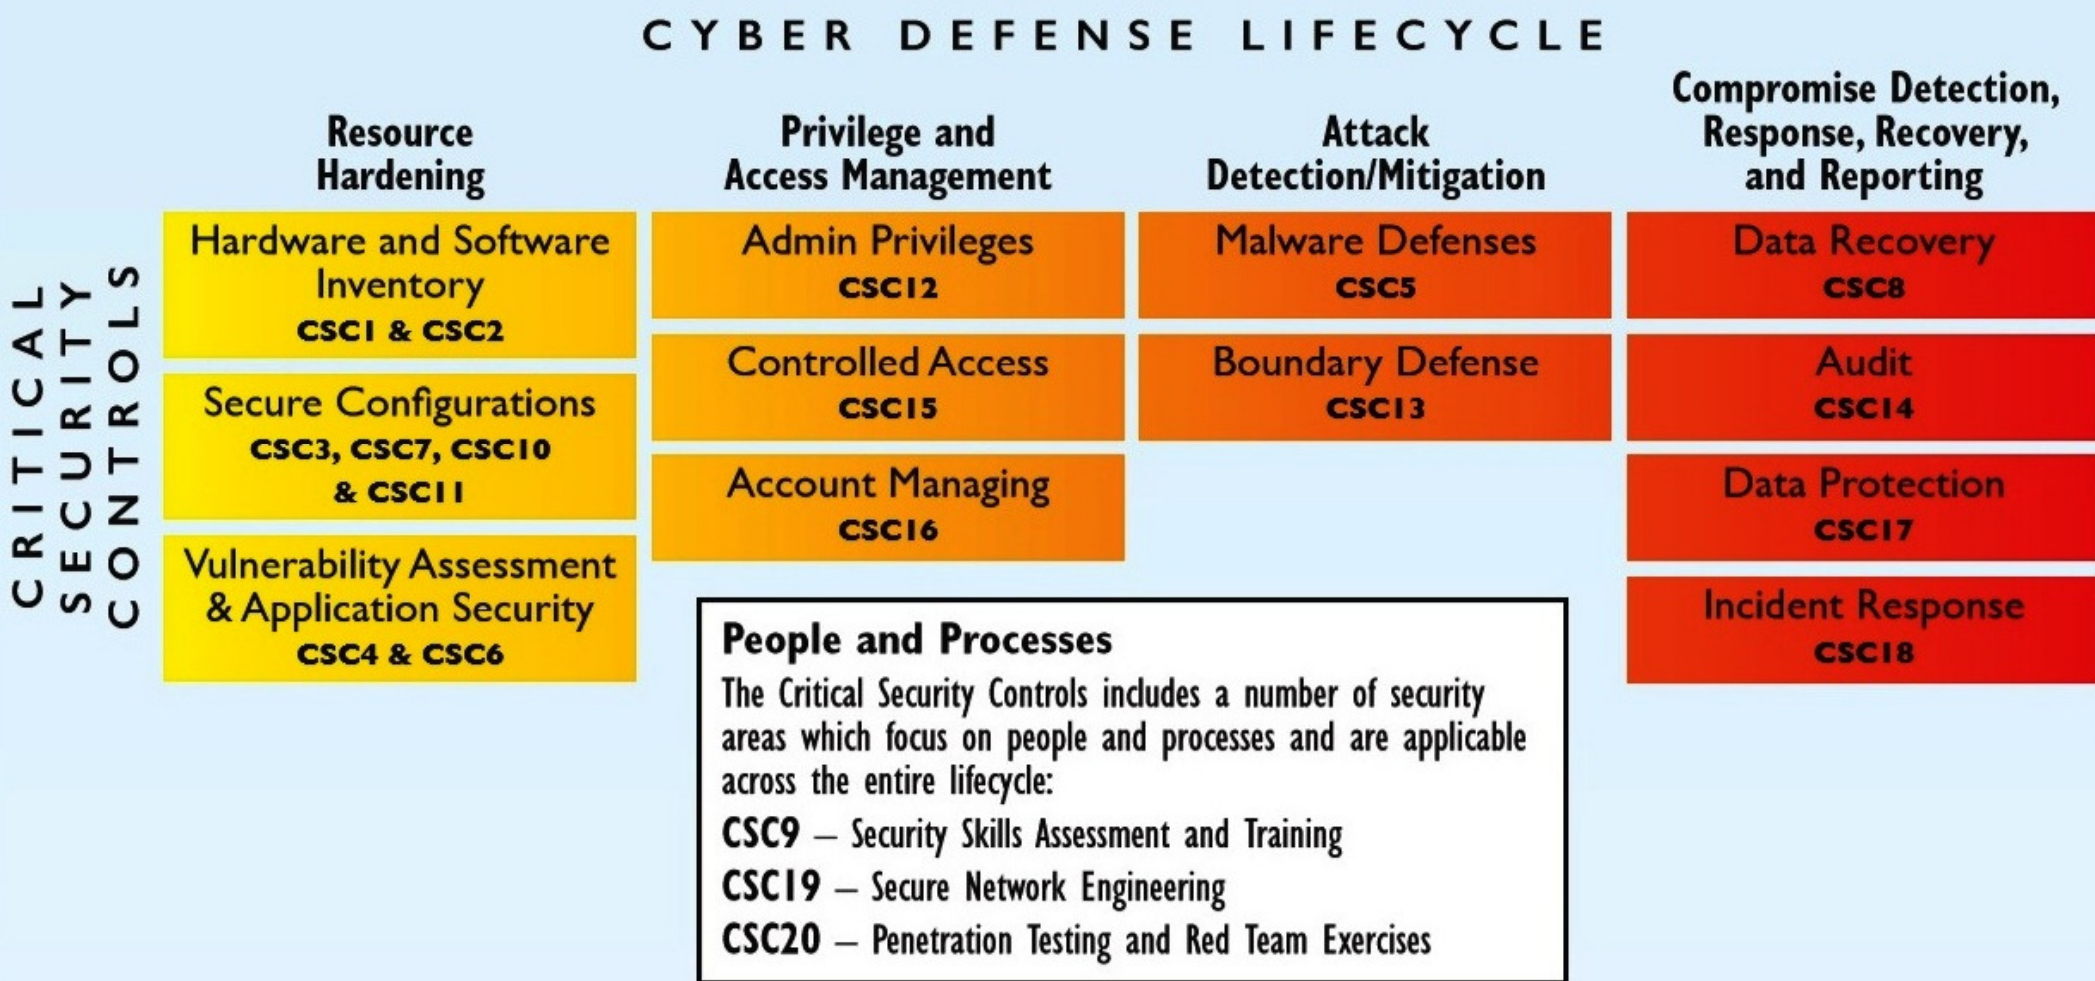 CYBER DEFENSE LIFECYCLE
CRITICAL
SECURITY
CONTROLS
Resource
Hardening
Hardware and Software
Inventory
CSC1 & CSC2
Secure Configurations
CSC3, CSC7, CSC10
& CSC11
Vulnerability Assessment
& Application Security
CSC4 & CSC6
Privilege and
Access Management
Admin Privileges
CSC12
Controlled Access
CSC15
Account Managing
CSC16
Attack
Detection/Mitigation
Malware Defenses
CSC5
Boundary Defense
CSC13
Compromise Detection,
Response, Recovery,
and Reporting
Data Recovery
CSC8
Audit
CSC14
Data Protection
CSC17
Incident Response
CSC18
People and Processes
The Critical Security Controls includes a number of security
areas which focus on people and processes and are applicable
across the entire lifecycle:
CSC9 – Security Skills Assessment and Training
CSC19 – Secure Network Engineering
CSC20 – Penetration Testing and Red Team Exercises